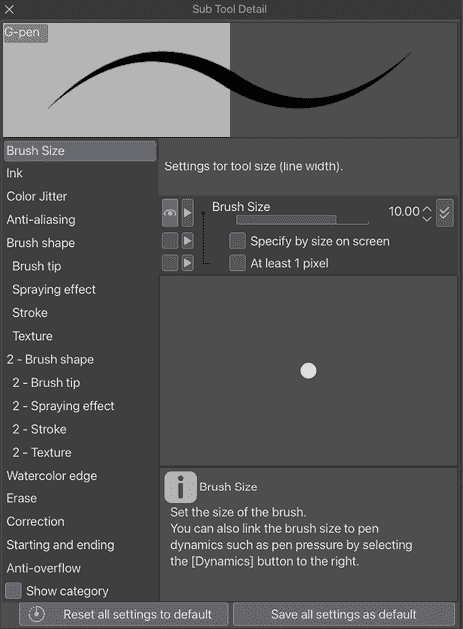 Sub Tool Detail
G-pen
Brush Size
Ink
Color Jitter
Anti-aliasing
Brush shape
Brush tip
Spraying effect
Stroke
Texture
2 - Brush shape
2 - Brush tip
2 - Spraying effect
2 - Stroke
2 - Texture
Watercolor edge
Erase
Correction
Starting and ending
Anti-overflow
Show category
Settings for tool size (line width).
Brush Size 10.00
Specify by size on screen
At least 1 pixel
Brush Size
Set the size of the brush.
You can also link the brush size to pen
dynamics such as pen pressure by selecting
the [Dynamics] button to the right.
Reset all settings to default
Save all settings as default